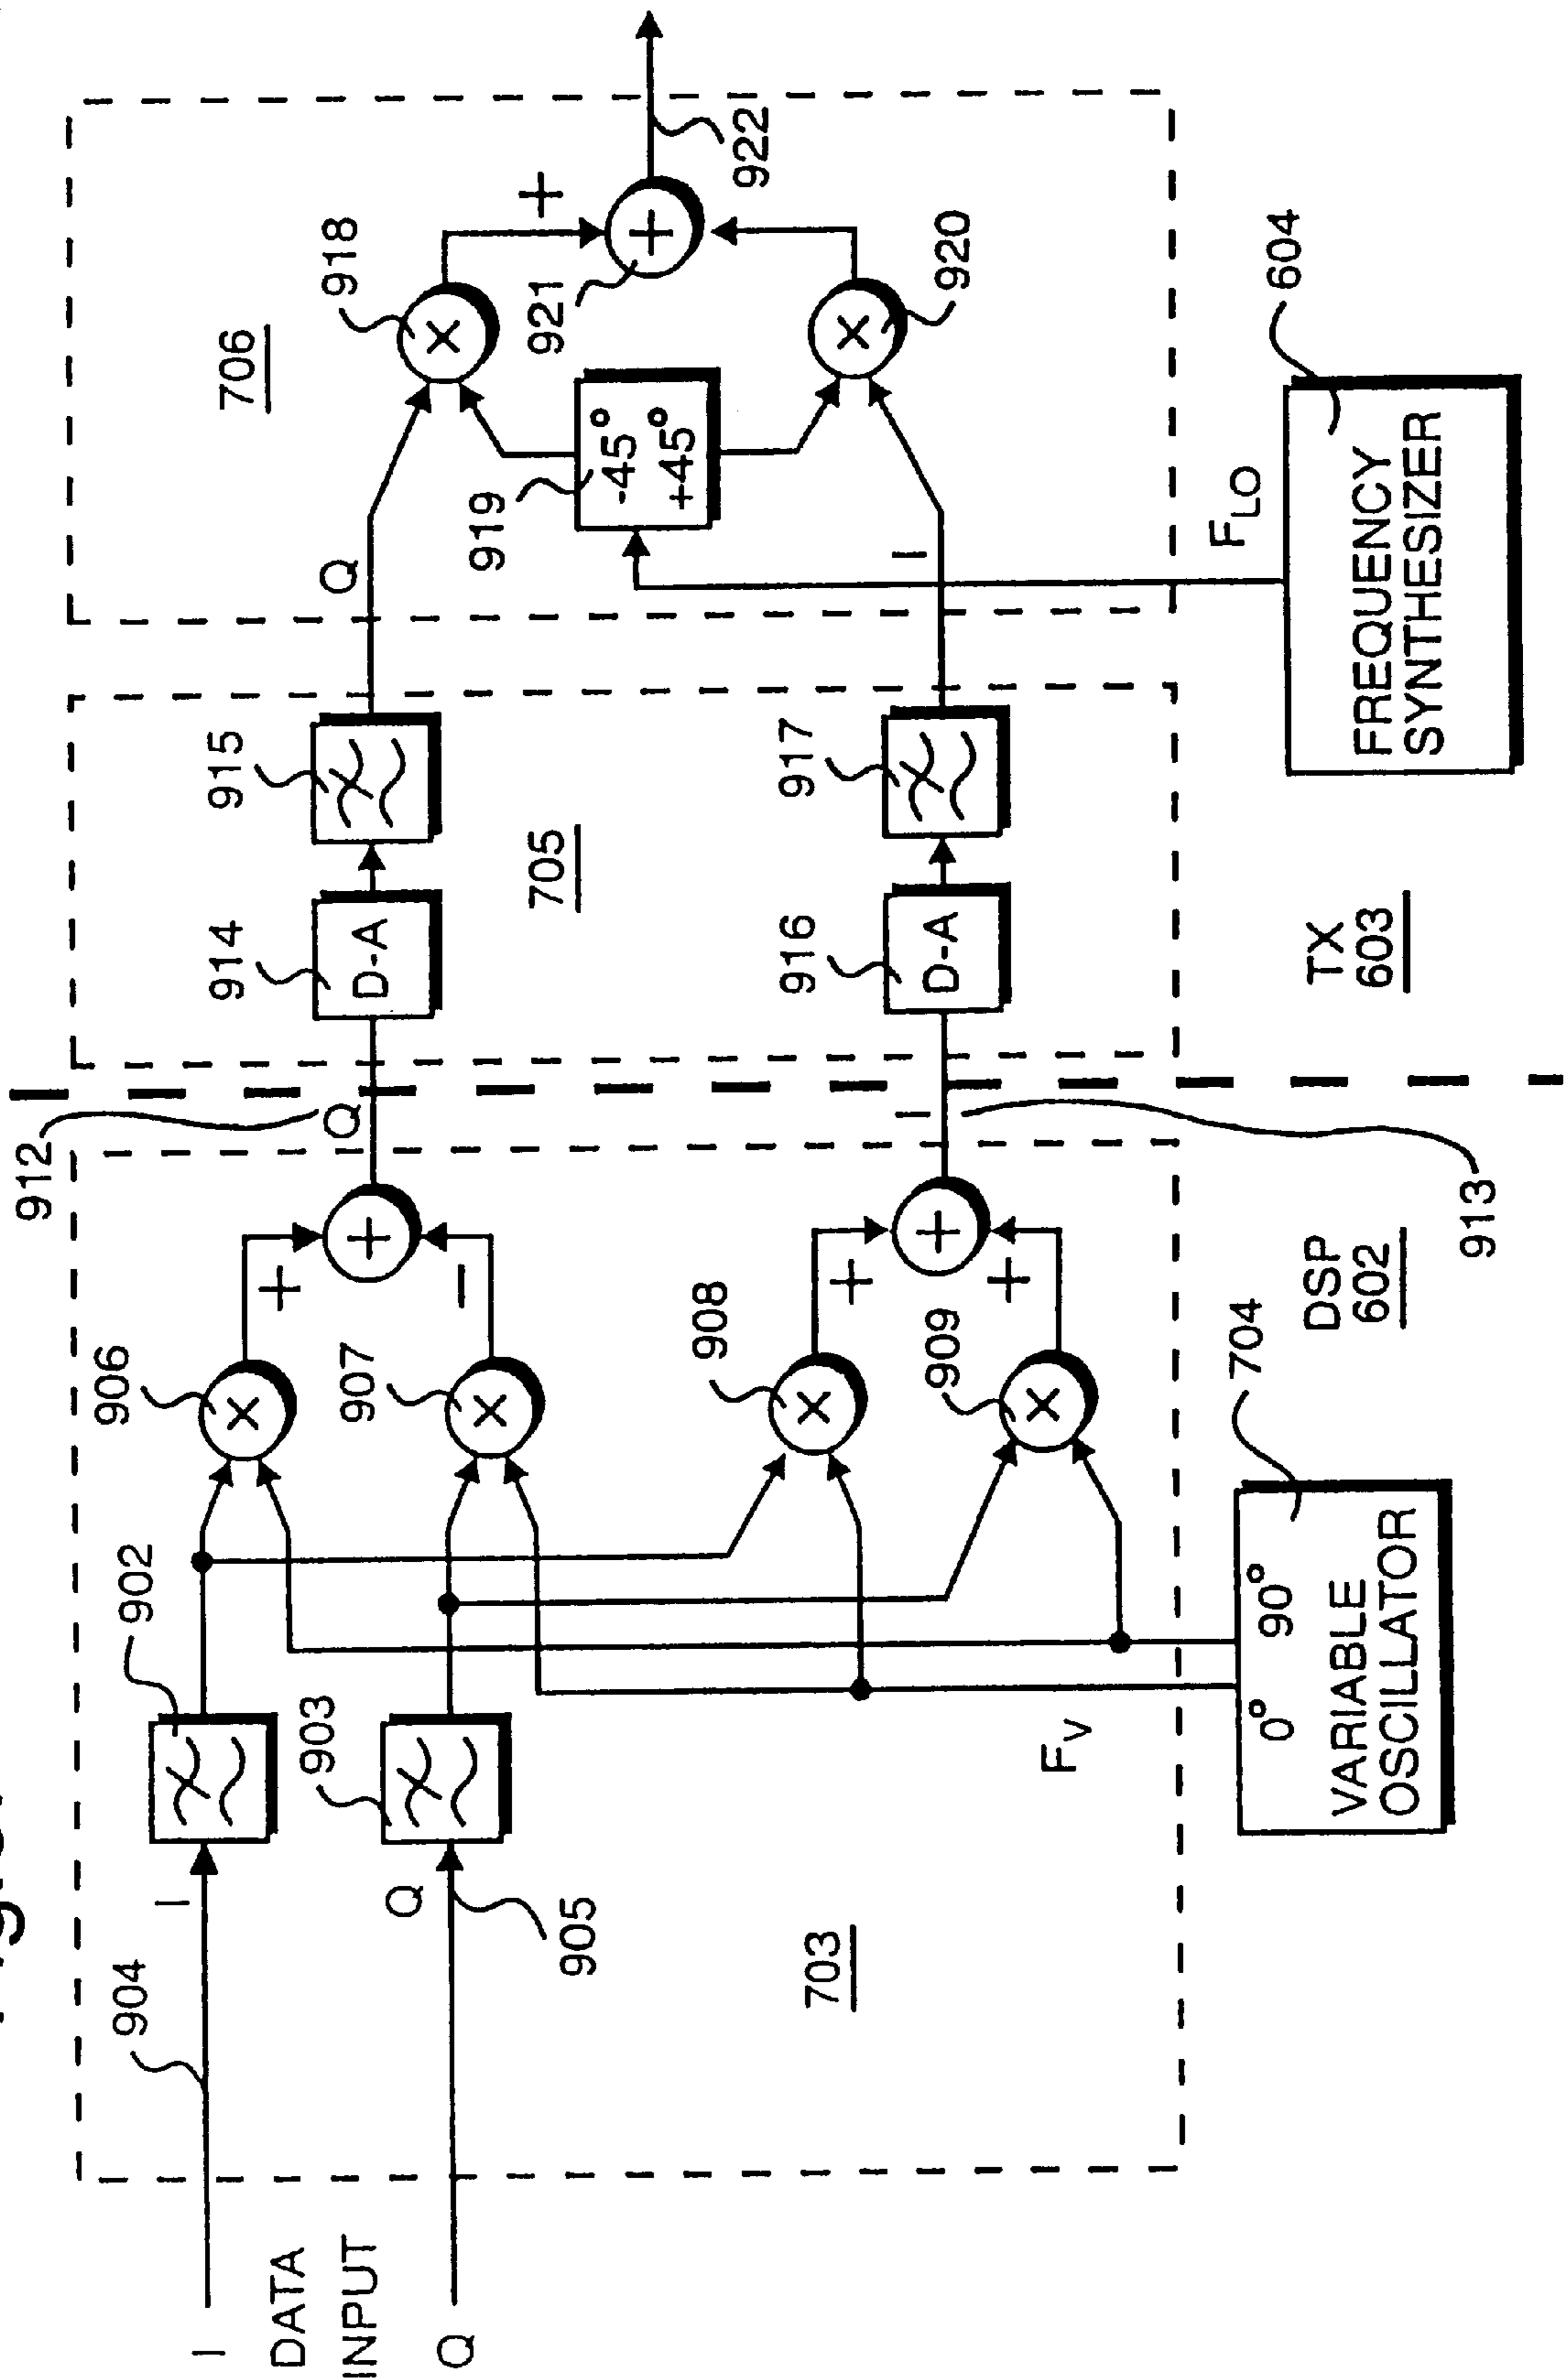 I
DATA
INPUT
Q
904
I
Q
905
902
903
703
906
907
908
909
+
−
+
+
+
+
×
×
×
×
F_V
0° 90°
VARIABLE
OSCILLATOR
704
DSP
602
912
Q
I
913
914
D-A
915
705
916
D-A
917
TX
603
Q
I
706
918
×
919
-45°
+45°
921
+
+
×
920
922
F_LO
604
FREQUENCY
SYNTHESIZER